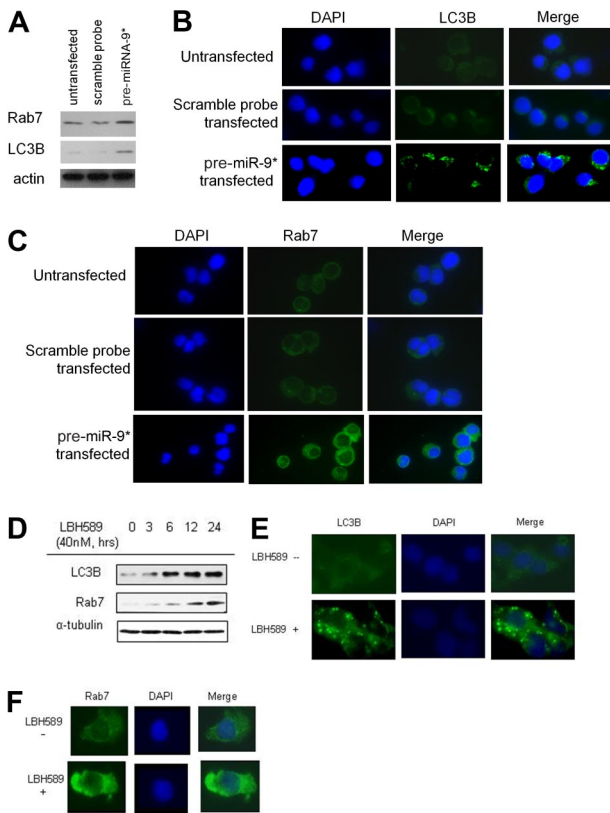 A
untransfected
scramble probe
pre-miRNA-9*
Rab7
LC3B
actin
B
DAPI LC3B Merge
Untransfected
Scramble probe
transfected
pre-miR-9*
transfected
C
DAPI Rab7 Merge
Untransfected
Scramble probe
transfected
pre-miR-9*
transfected
D
LBH589 0 3 6 12 24
(40nM, hrs)
LC3B
Rab7
α-tubulin
E
LC3B DAPI Merge
LBH589 --
LBH589 +
F
Rab7 DAPI Merge
LBH589
-
LBH589
+